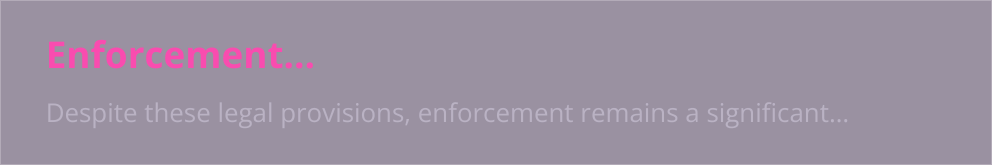 Enforcement...
Despite these legal provisions, enforcement remains a significant...